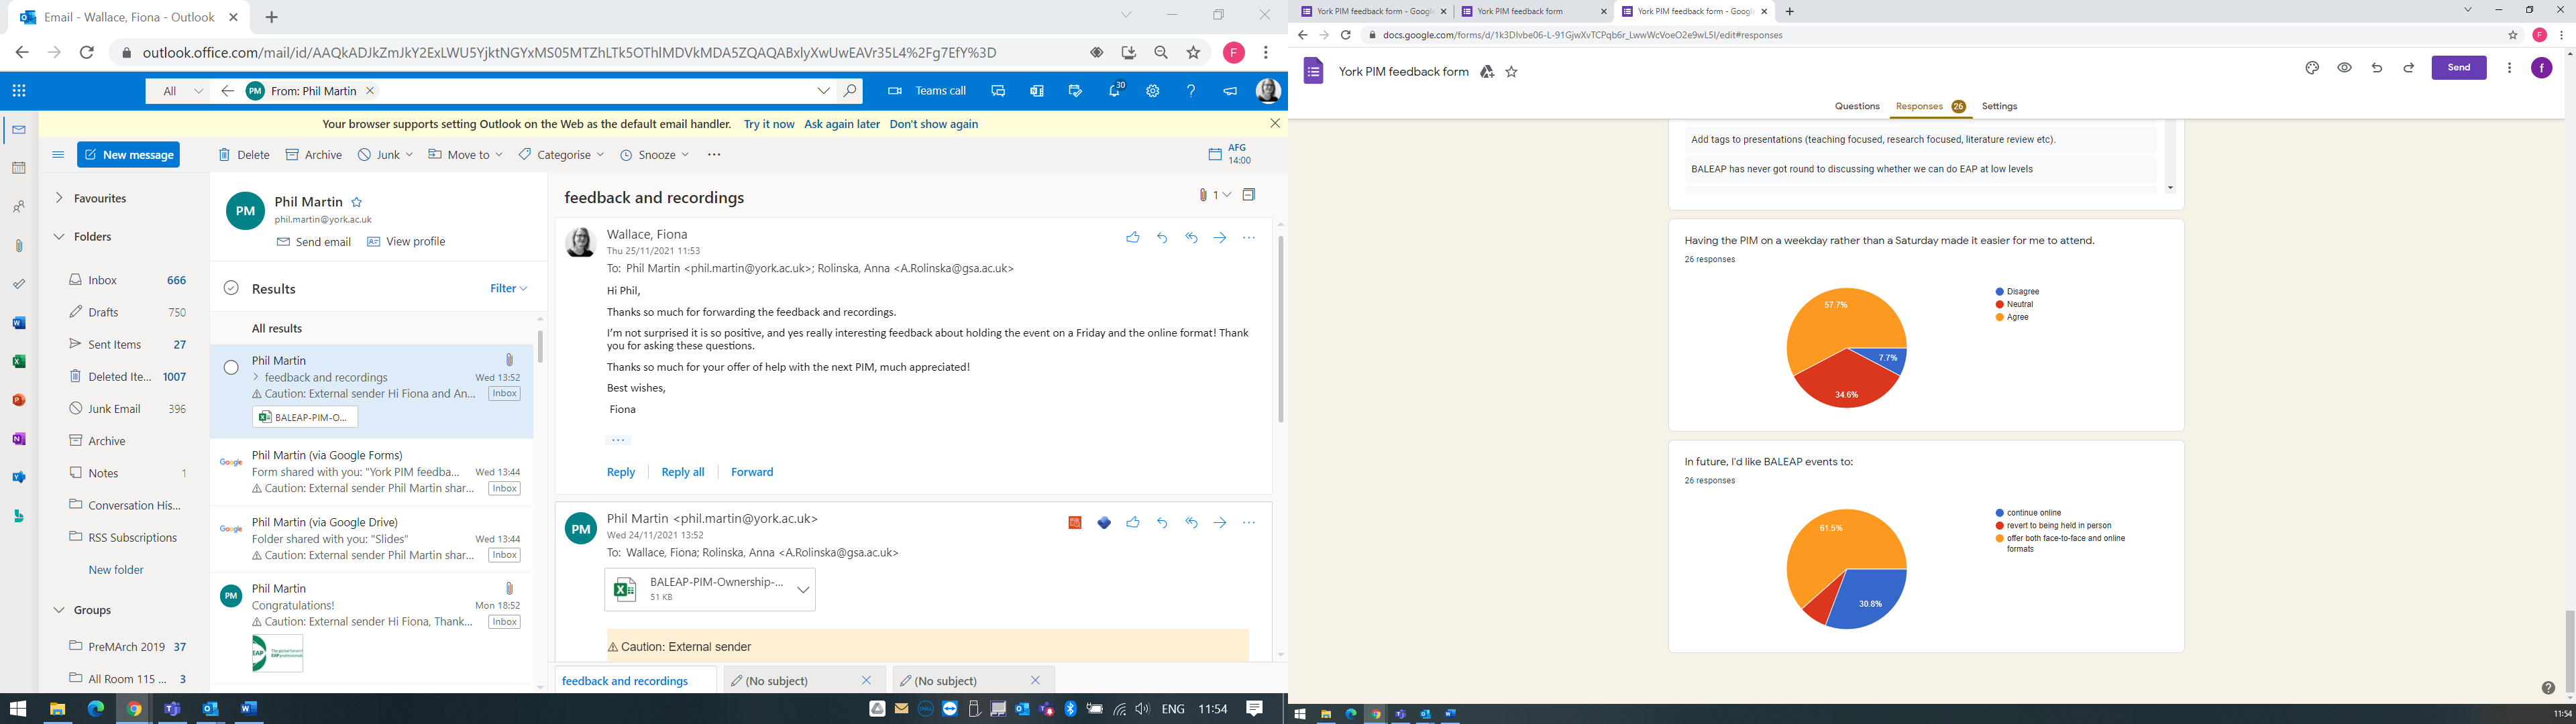 Email - Wallace, Fiona - Outlook
outlook.office.com/mail/id/AAQkADJkZmJkY2ExLWU5YjktNGYxMS05MTZhLTk5OThlMDVkMDA5ZQAQABxlyXwUwEAVr35L4%2Fg7EfY%3D
F
All
PM From: Phil Martin
Teams call
30
Your browser supports setting Outlook on the Web as the default email handler. Try it now Ask again later Don't show again
New message
Delete
Archive
Junk
Move to
Categorise
Snooze
AFG
14:00
Favourites
Folders
Inbox 666
Drafts 750
Sent Items 27
Deleted Ite... 1007
Junk Email 396
Archive
Notes 1
Conversation His...
RSS Subscriptions
New folder
Groups
PreMArch 2019 37
All Room 115 ... 3
PM
Phil Martin
phil.martin@york.ac.uk
Send email View profile
Results
Filter
All results
Phil Martin
feedback and recordings Wed 13:52
Caution: External sender Hi Fiona and An... Inbox
BALEAP-PIM-O...
Google
Phil Martin (via Google Forms)
Form shared with you: "York PIM feedba... Wed 13:44
Caution: External sender Phil Martin shar... Inbox
Google
Phil Martin (via Google Drive)
Folder shared with you: "Slides" Wed 13:44
Caution: External sender Phil Martin shar... Inbox
PM
Phil Martin
Congratulations! Mon 18:52
Caution: External sender Hi Fiona, Thank... Inbox
feedback and recordings
1
Wallace, Fiona
Thu 25/11/2021 11:53
To: Phil Martin <phil.martin@york.ac.uk>; Rolinska, Anna <A.Rolinska@gsa.ac.uk>
Hi Phil,
Thanks so much for forwarding the feedback and recordings.
I'm not surprised it is so positive, and yes really interesting feedback about holding the event on a Friday and the online format! Thank
you for asking these questions.
Thanks so much for your offer of help with the next PIM, much appreciated!
Best wishes,
Fiona
...
Reply Reply all Forward
PM
Phil Martin <phil.martin@york.ac.uk>
Wed 24/11/2021 13:52
To: Wallace, Fiona; Rolinska, Anna <A.Rolinska@gsa.ac.uk>
BALEAP-PIM-Ownership-...
51 KB
Caution: External sender
feedback and recordings
(No subject)
(No subject)
ENG 11:54
York PIM feedback form - Google
York PIM feedback form
York PIM feedback form - Google
docs.google.com/forms/d/1k3DIvbe06-L-91GjwXvTCPqb6r_LwwWcVoeO2e9wL5I/edit#responses
F
York PIM feedback form
Send
f
Questions Responses 26 Settings
Add tags to presentations (teaching focused, research focused, literature review etc).
BALEAP has never got round to discussing whether we can do EAP at low levels
Having the PIM on a weekday rather than a Saturday made it easier for me to attend.
26 responses
57.7%
7.7%
34.6%
Disagree
Neutral
Agree
In future, I'd like BALEAP events to:
26 responses
61.5%
30.8%
continue online
revert to being held in person
offer both face-to-face and online
formats
11:54